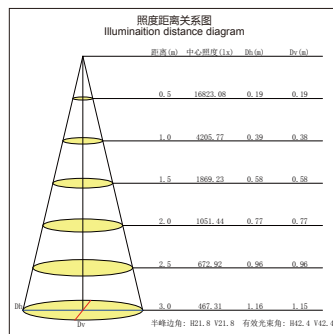 照度距离关系图
Illuminaition distance diagram
距离(m) 中心照度(lx) Dh(m) Dv(m)
0.5 16823.08 0.19 0.19
1.0 4205.77 0.39 0.38
1.5 1869.23 0.58 0.58
2.0 1051.44 0.77 0.77
2.5 672.92 0.96 0.96
Dh 3.0 467.31 1.16 1.15
Dv 半峰边角: H21.8 V21.8 有效光束角: H42.4 V42.4